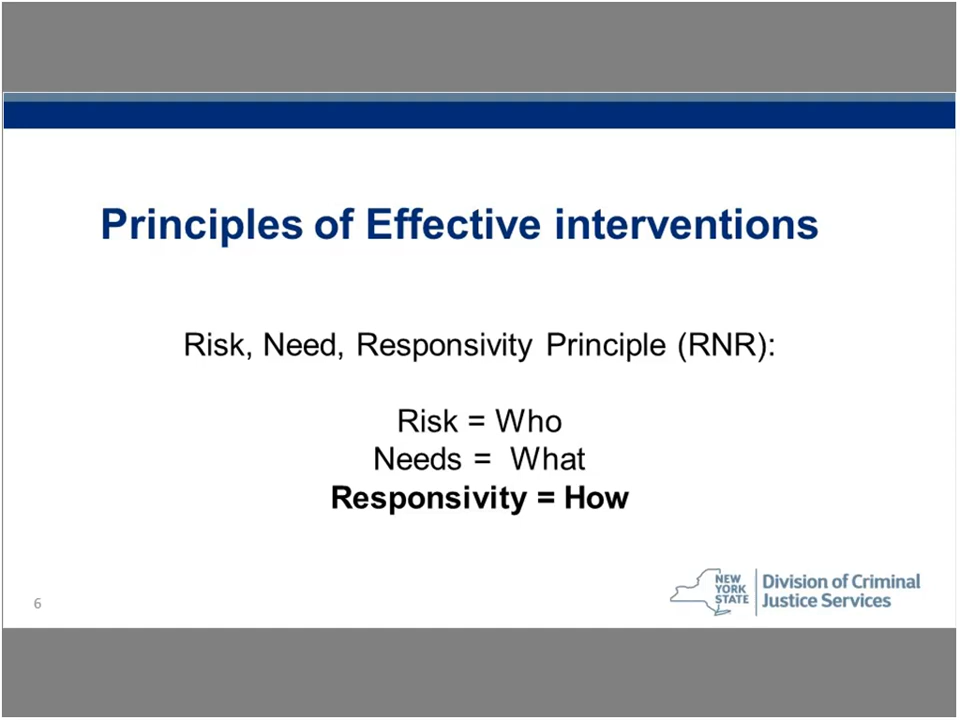 Principles of Effective interventions
Risk, Need, Responsivity Principle (RNR):
Risk = Who
Needs = What
Responsivity = How
6
NEW
YORK
STATE
Division of Criminal
Justice Services